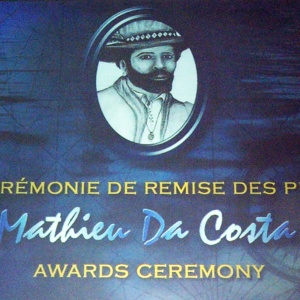 RÉMONIE DE REMISE DES P
Mathieu Da Costa
AWARDS CEREMONY